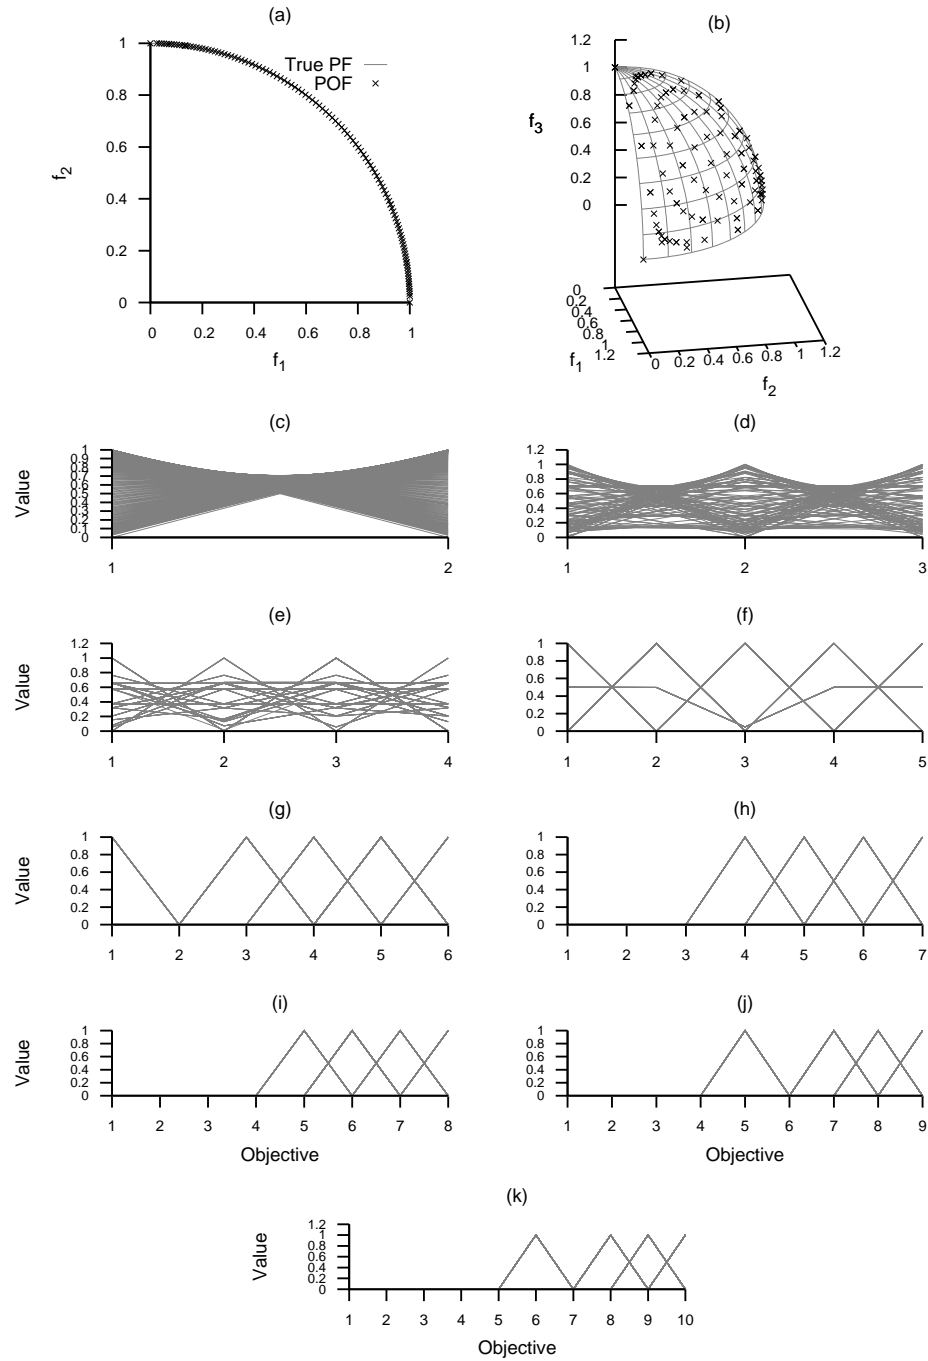 (a)
1
0.8
0.6
0.4
0.2
0
f2
True PF
POF
0 0.2 0.4 0.6 0.8 1
f1
(b)
1.2
1
0.8
0.6
0.4
0.2
0
f3
0
0.2
0.4
0.6
0.8
1
1.2
f1
0 0.2 0.4 0.6 0.8 1 1.2
f2
(c)
1
0.9
0.8
0.7
0.6
0.5
0.4
0.3
0.2
0.1
0
Value
1 2
(d)
1.2
1
0.8
0.6
0.4
0.2
0
1 2 3
(e)
1.2
1
0.8
0.6
0.4
0.2
0
Value
1 2 3 4
(f)
1
0.8
0.6
0.4
0.2
0
1 2 3 4 5
(g)
1
0.8
0.6
0.4
0.2
0
Value
1 2 3 4 5 6
(h)
1
0.8
0.6
0.4
0.2
0
1 2 3 4 5 6 7
(i)
1
0.8
0.6
0.4
0.2
0
Value
1 2 3 4 5 6 7 8
Objective
(j)
1
0.8
0.6
0.4
0.2
0
1 2 3 4 5 6 7 8 9
Objective
(k)
1.2
1
0.8
0.6
0.4
0.2
0
Value
1 2 3 4 5 6 7 8 9 10
Objective